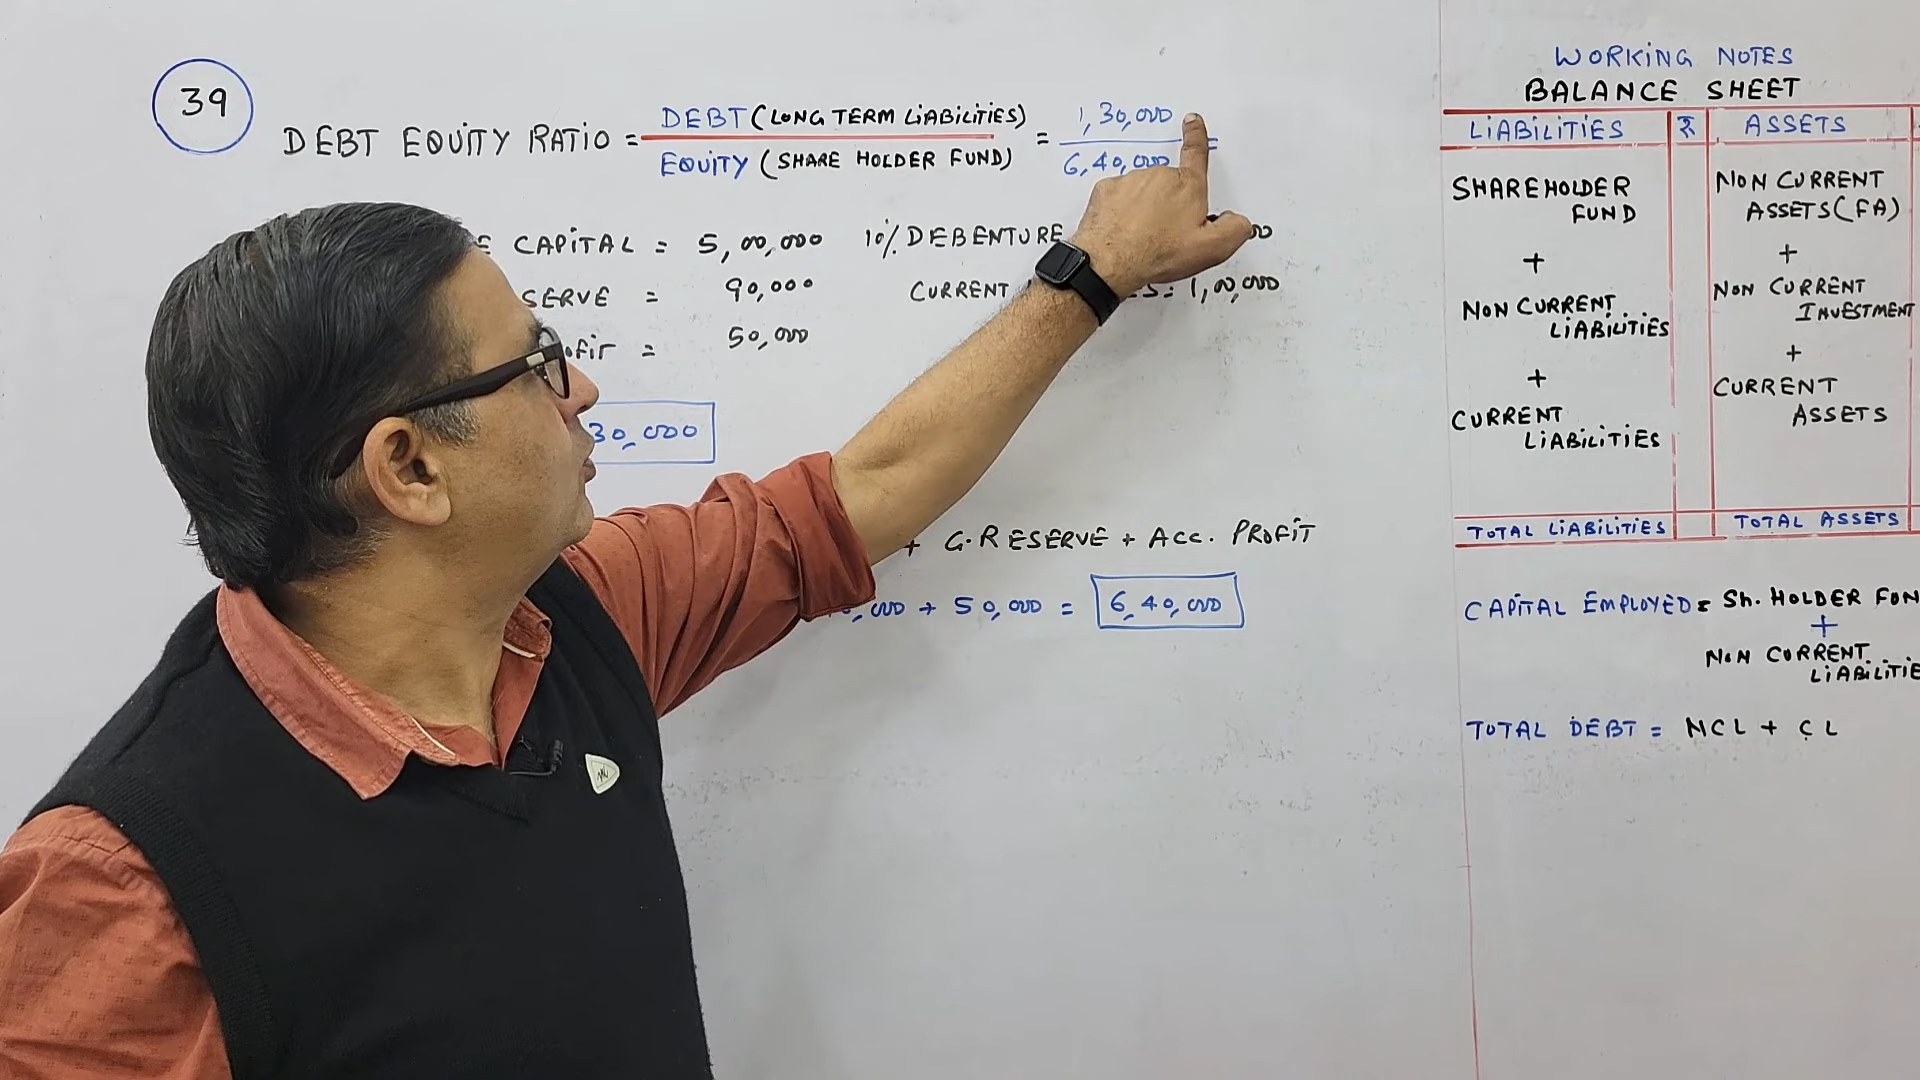 39
DEBT EQUITY RATIO = DEBT (LONG TERM LIABILITIES) / EQUITY (SHARE HOLDER FUND) = 1,30,000 / 6,40,000 =
CAPITAL = 5,00,000 10% DEBENTURE
SERVE = 90,000 CURRENT 1,00,000
= 50,000
30,000
+ G.RESERVE + ACC. PROFIT
+ 50,000 = 6,40,000
WORKING NOTES
BALANCE SHEET
LIABILITIES ₹ ASSETS
SHAREHOLDER FUND
+
NON CURRENT LIABILITIES
+
CURRENT LIABILITIES
TOTAL LIABILITIES
NON CURRENT ASSETS (FA)
+
NON CURRENT INVESTMENT
+
CURRENT ASSETS
TOTAL ASSETS
CAPITAL EMPLOYED = Sh. HOLDER FUN
+
NON CURRENT LIABILITIE
TOTAL DEBT = NCL + CL